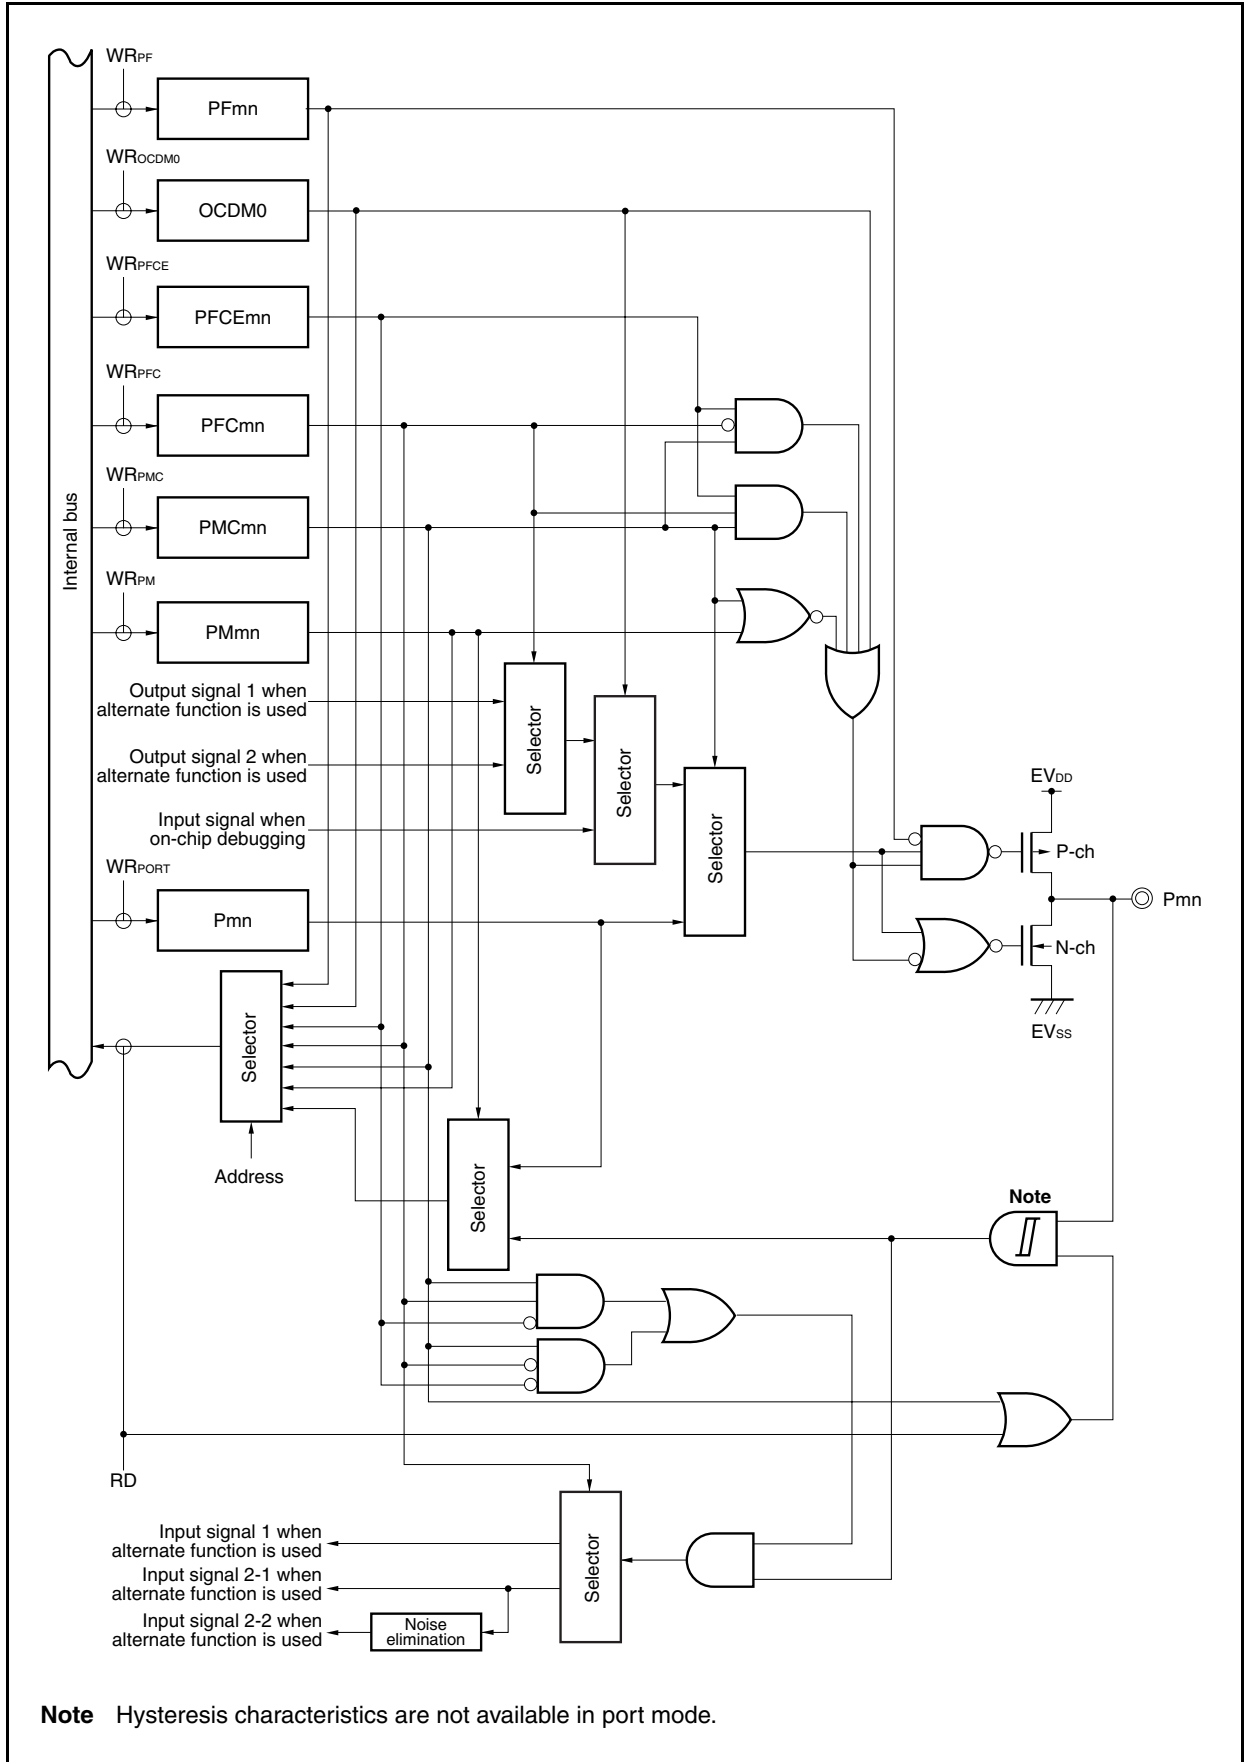 WRPF
PFmn
WROCDM0
OCDM0
WRPFCE
PFCEmn
WRPFC
PFCmn
WRPMC
PMCmn
Internal bus
WRPM
PMmn
Output signal 1 when
alternate function is used
Selector
Output signal 2 when
alternate function is used
Selector
Input signal when
on-chip debugging
Selector
EVDD
P-ch
WRPORT
Pmn
Pmn
N-ch
EVSS
Selector
Address
Selector
Note
RD
Input signal 1 when
alternate function is used
Input signal 2-1 when
alternate function is used
Input signal 2-2 when
alternate function is used
Noise
elimination
Selector
Note Hysteresis characteristics are not available in port mode.